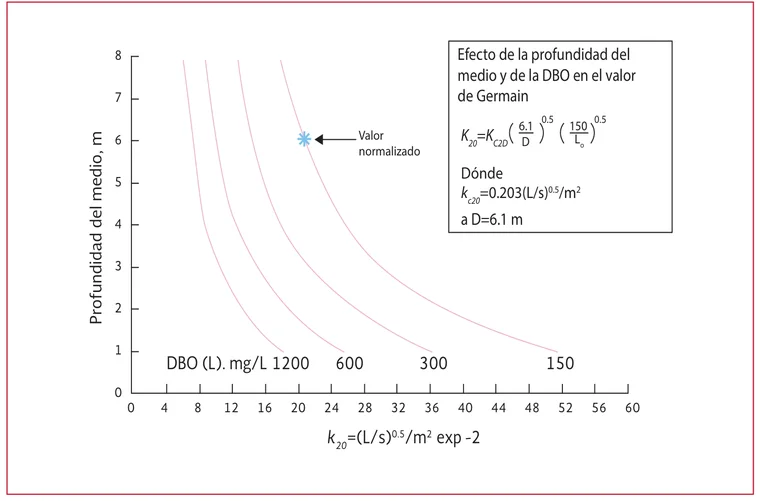 8
7
6
5
4
3
2
1
0
Profundidad del medio, m
Valor
normalizado
Efecto de la profundidad del
medio y de la DBO en el valor
de Germain
K20=KC2D(6.1/D)0.5 (150/Lo)0.5
Dónde
kc20=0.203(L/s)0.5/m2
a D=6.1 m
DBO (L). mg/L 1200 600 300 150
0 4 8 12 16 20 24 28 32 36 40 44 48 52 56 60
k20=(L/s)0.5/m2 exp -2